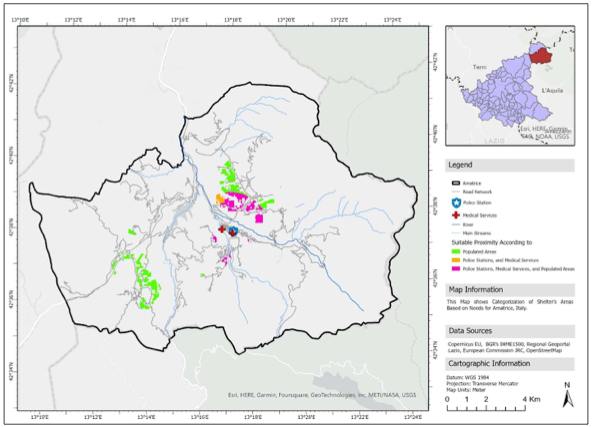 13°10'E 13°12'E 13°14'E 13°16'E 13°18'E 13°20'E 13°22'E 13°24'E
42°42'N
42°40'N
42°38'N
42°36'N
42°34'N
Esri, HERE, Garmin, Foursquare, GeoTechnologies, Inc, METI/NASA, USGS
13°10'E 13°12'E 13°14'E 13°16'E 13°18'E 13°20'E 13°22'E 13°24'E
Terni
L'Aquila
LAZIO
Esri, HERE, Garmin,
FAO, NOAA, USGS
Legend
Amatrice
Road Network
Police Station
Medical Services
River
Main Streams
Suitable Proximity According to
Populated Areas
Police Stations, and Medical Services
Police Stations, Medical Services, and Populated Areas
Map Information
This Map shows Categorization of Shelter's Areas
Based on Needs for Amatrice, Italy.
Data Sources
Copernicus EU, BGR's IHME1500, Regional Geoportal
Lazio, European Commission JRC, OpenStreetMap
Cartographic Information
Datum: WGS 1984
Projection: Transverse Mercator
Map Units: Meter
0 1 2 4 Km
N